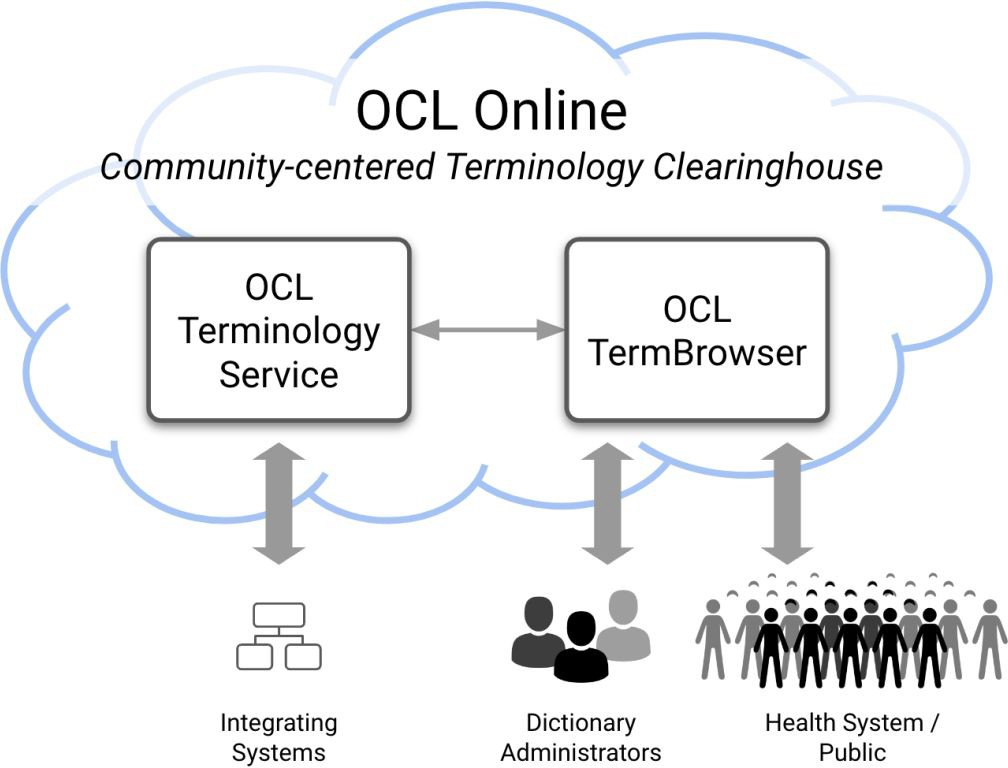 OCL Online
Community-centered Terminology Clearinghouse
OCL
Terminology
Service
OCL
TermBrowser
Integrating
Systems
Dictionary
Administrators
Health System /
Public